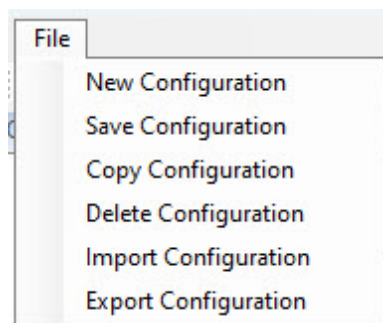 File
New Configuration
Save Configuration
Copy Configuration
Delete Configuration
Import Configuration
Export Configuration